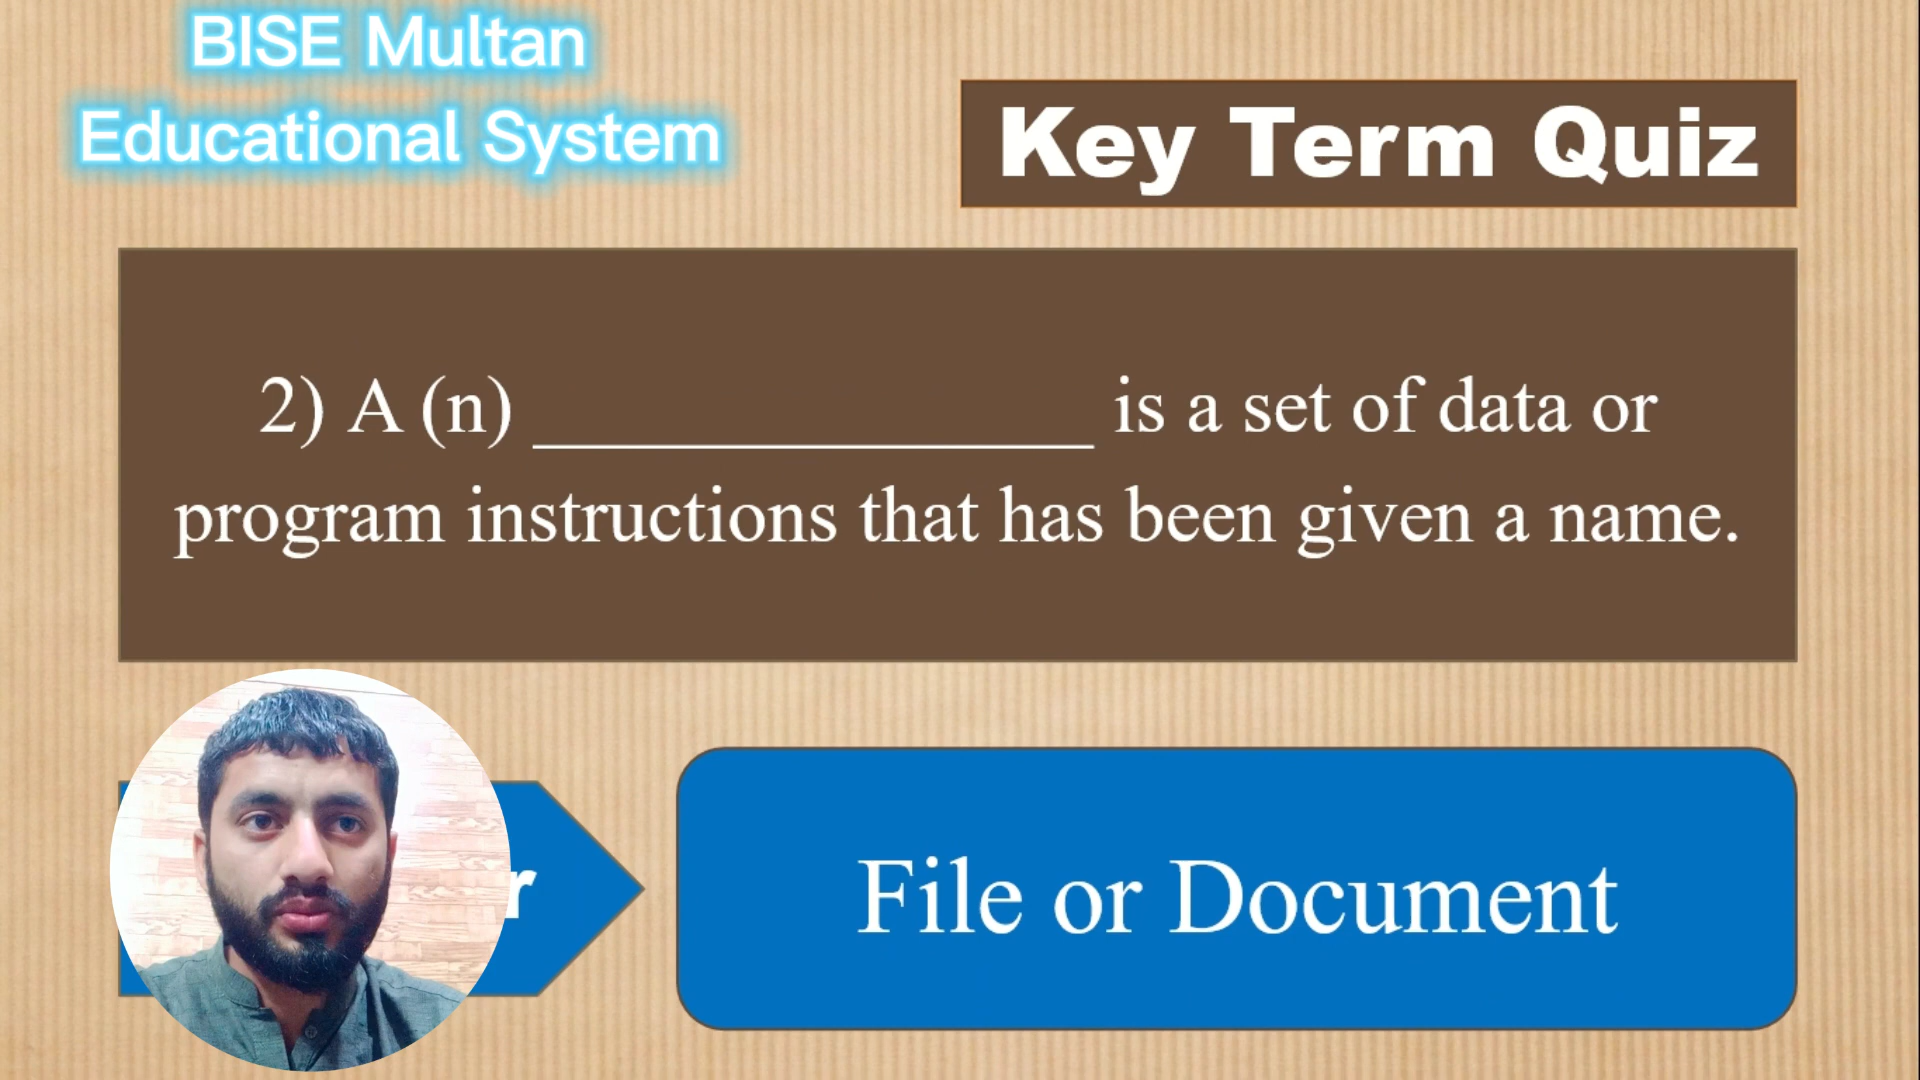 BISE Multan
Educational System
Key Term Quiz
2) A (n) ________________ is a set of data or
program instructions that has been given a name.
r
File or Document